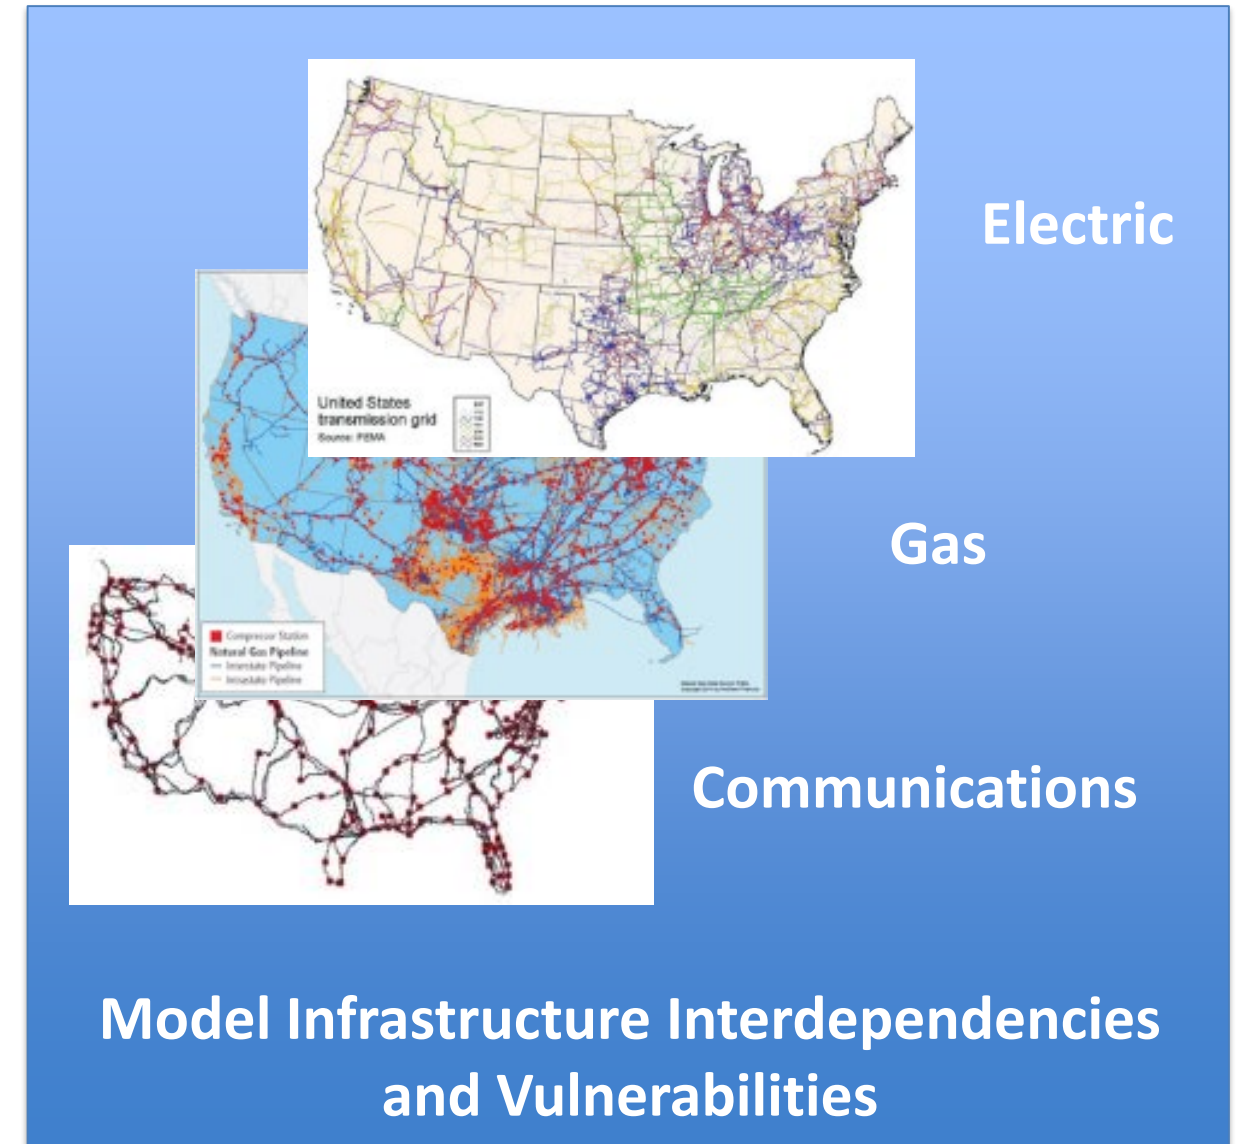 Electric
United States
transmission grid
Source: FEMA
Gas
Compressor Station
Natural Gas Pipeline
Interstate Pipeline
Intrastate Pipeline
Communications
Model Infrastructure Interdependencies
and Vulnerabilities